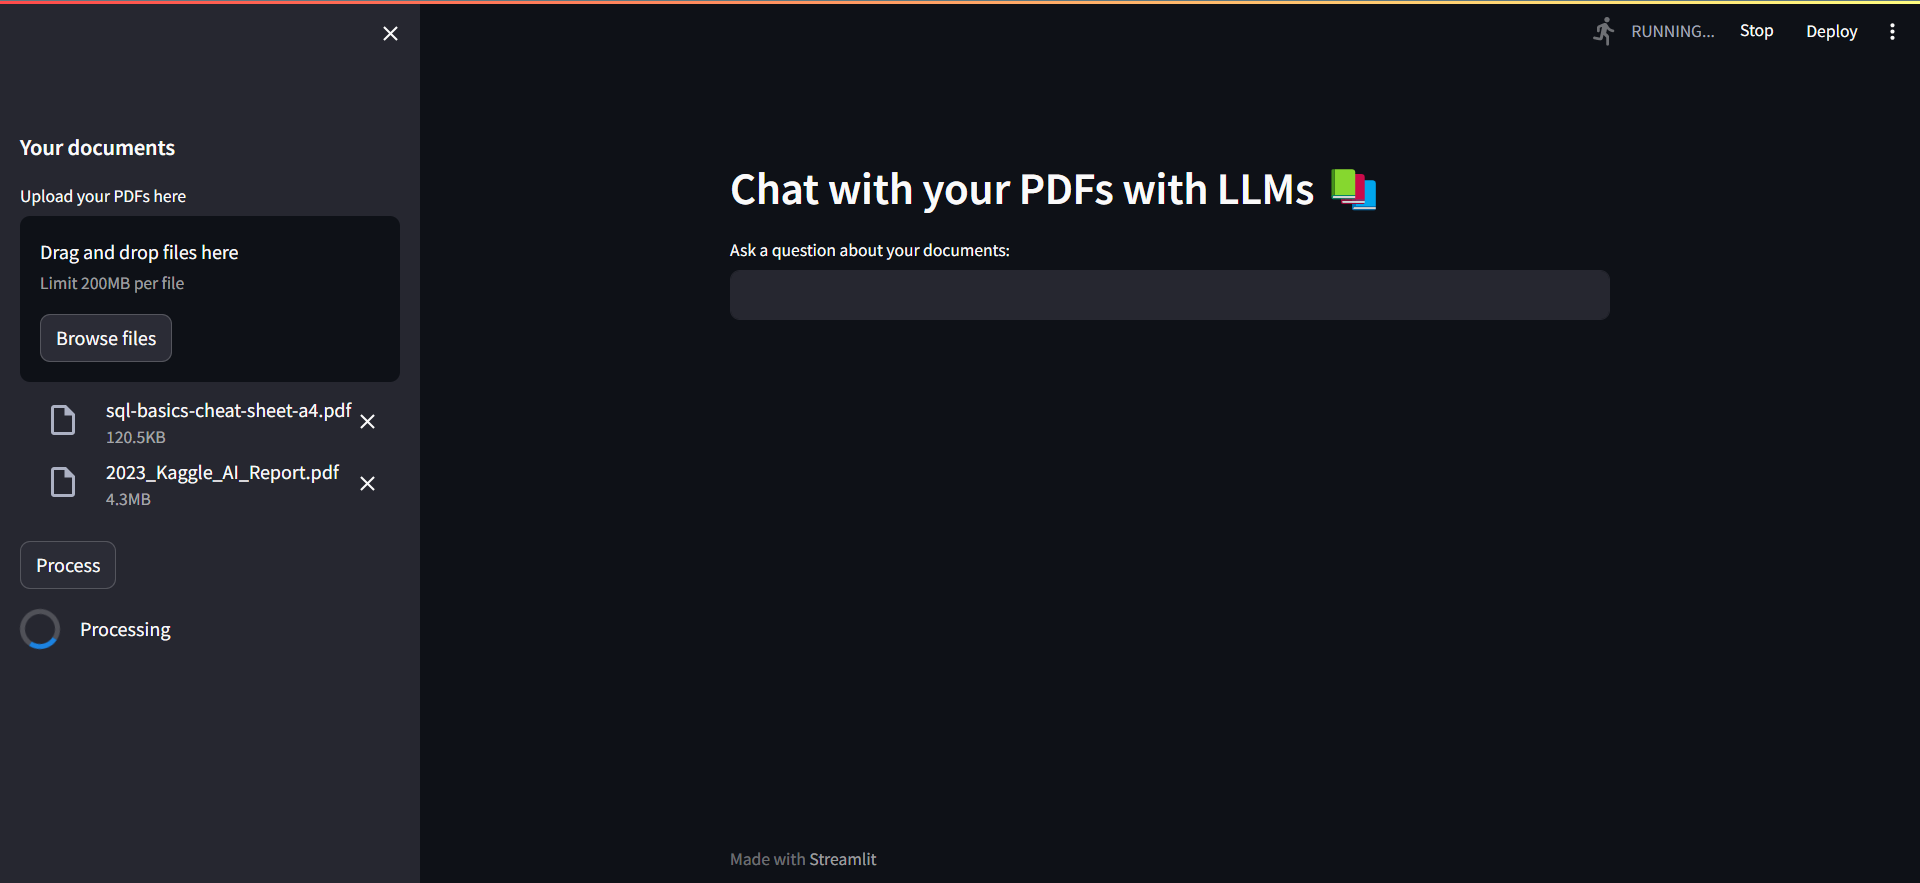 RUNNING...
Stop
Deploy
Your documents
Upload your PDFs here
Drag and drop files here
Limit 200MB per file
Browse files
sql-basics-cheat-sheet-a4.pdf
120.5KB
2023_Kaggle_AI_Report.pdf
4.3MB
Process
Processing
Chat with your PDFs with LLMs
Ask a question about your documents:
Made with Streamlit